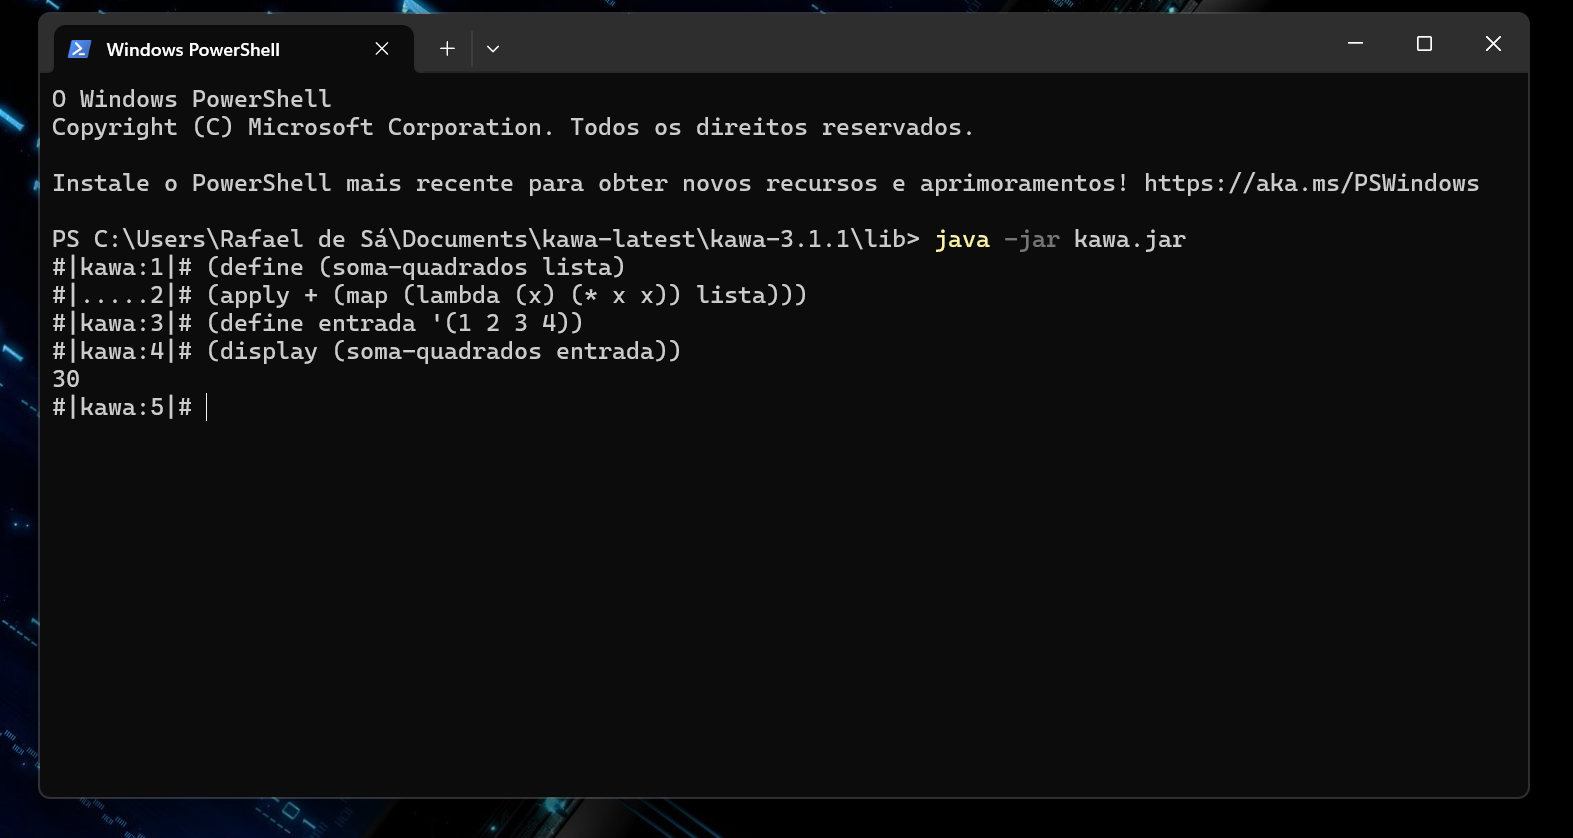 Windows PowerShell
O Windows PowerShell
Copyright (C) Microsoft Corporation. Todos os direitos reservados.
Instale o PowerShell mais recente para obter novos recursos e aprimoramentos! https://aka.ms/PSWindows
PS C:\Users\Rafael de Sá\Documents\kawa-latest\kawa-3.1.1\lib> java -jar kawa.jar
#|kawa:1|# (define (soma-quadrados lista)
#|.....2|# (apply + (map (lambda (x) (* x x)) lista)))
#|kawa:3|# (define entrada '(1 2 3 4))
#|kawa:4|# (display (soma-quadrados entrada))
30
#|kawa:5|#